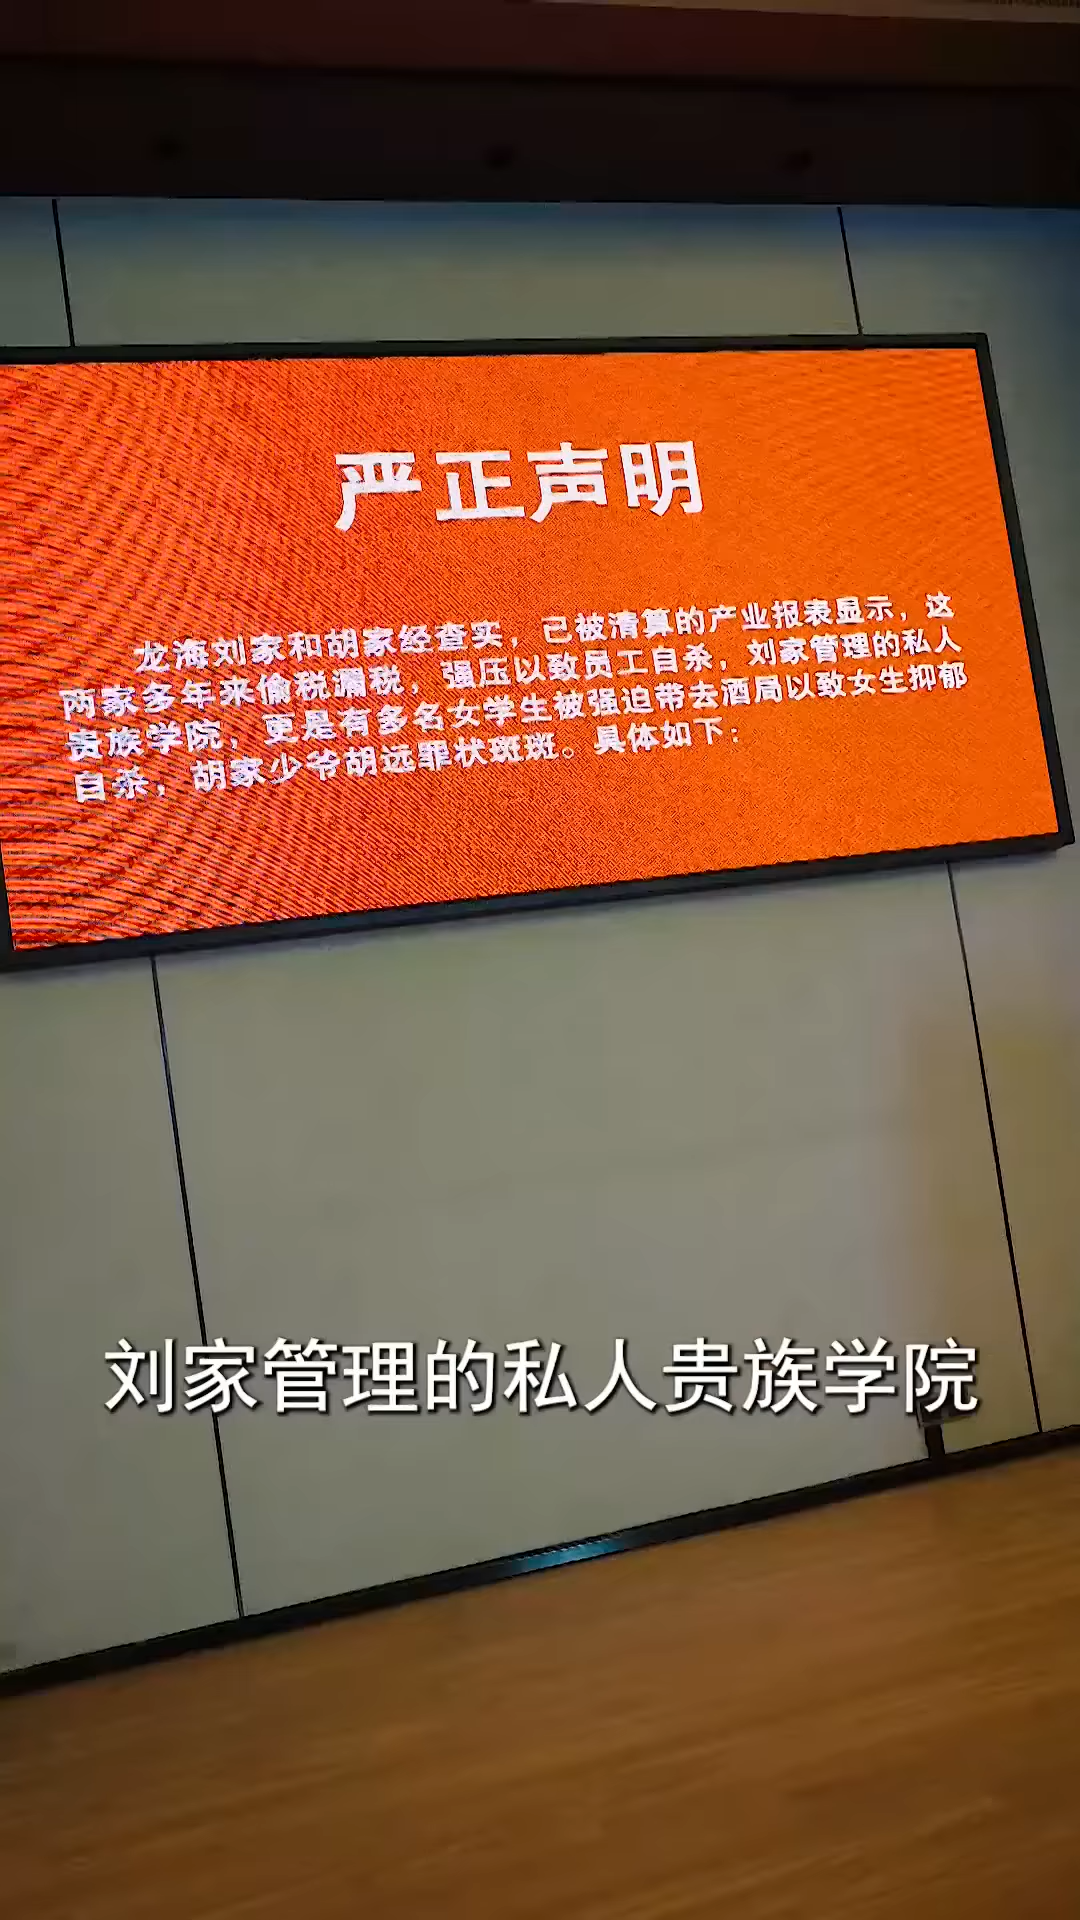 严正声明
龙海刘家和胡家经查实，已被清算的产业报表显示，这
两家多年来偷税漏税，强压以致员工自杀，刘家管理的私人
贵族学院，更是有多名女学生被强迫带去酒局以致女生抑郁
自杀，胡家少爷胡远罪状斑斑。具体如下：
刘家管理的私人贵族学院